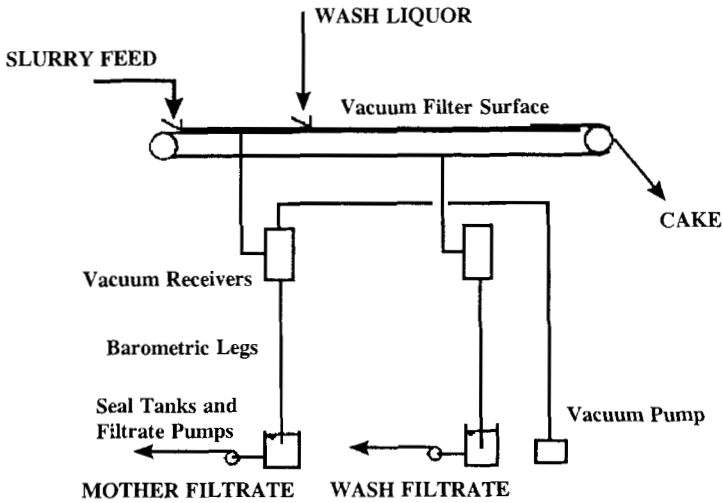 WASH LIQUOR
SLURRY FEED
Vacuum Filter Surface
CAKE
Vacuum Receivers
Barometric Legs
Seal Tanks and
Filtrate Pumps
Vacuum Pump
MOTHER FILTRATE
WASH FILTRATE